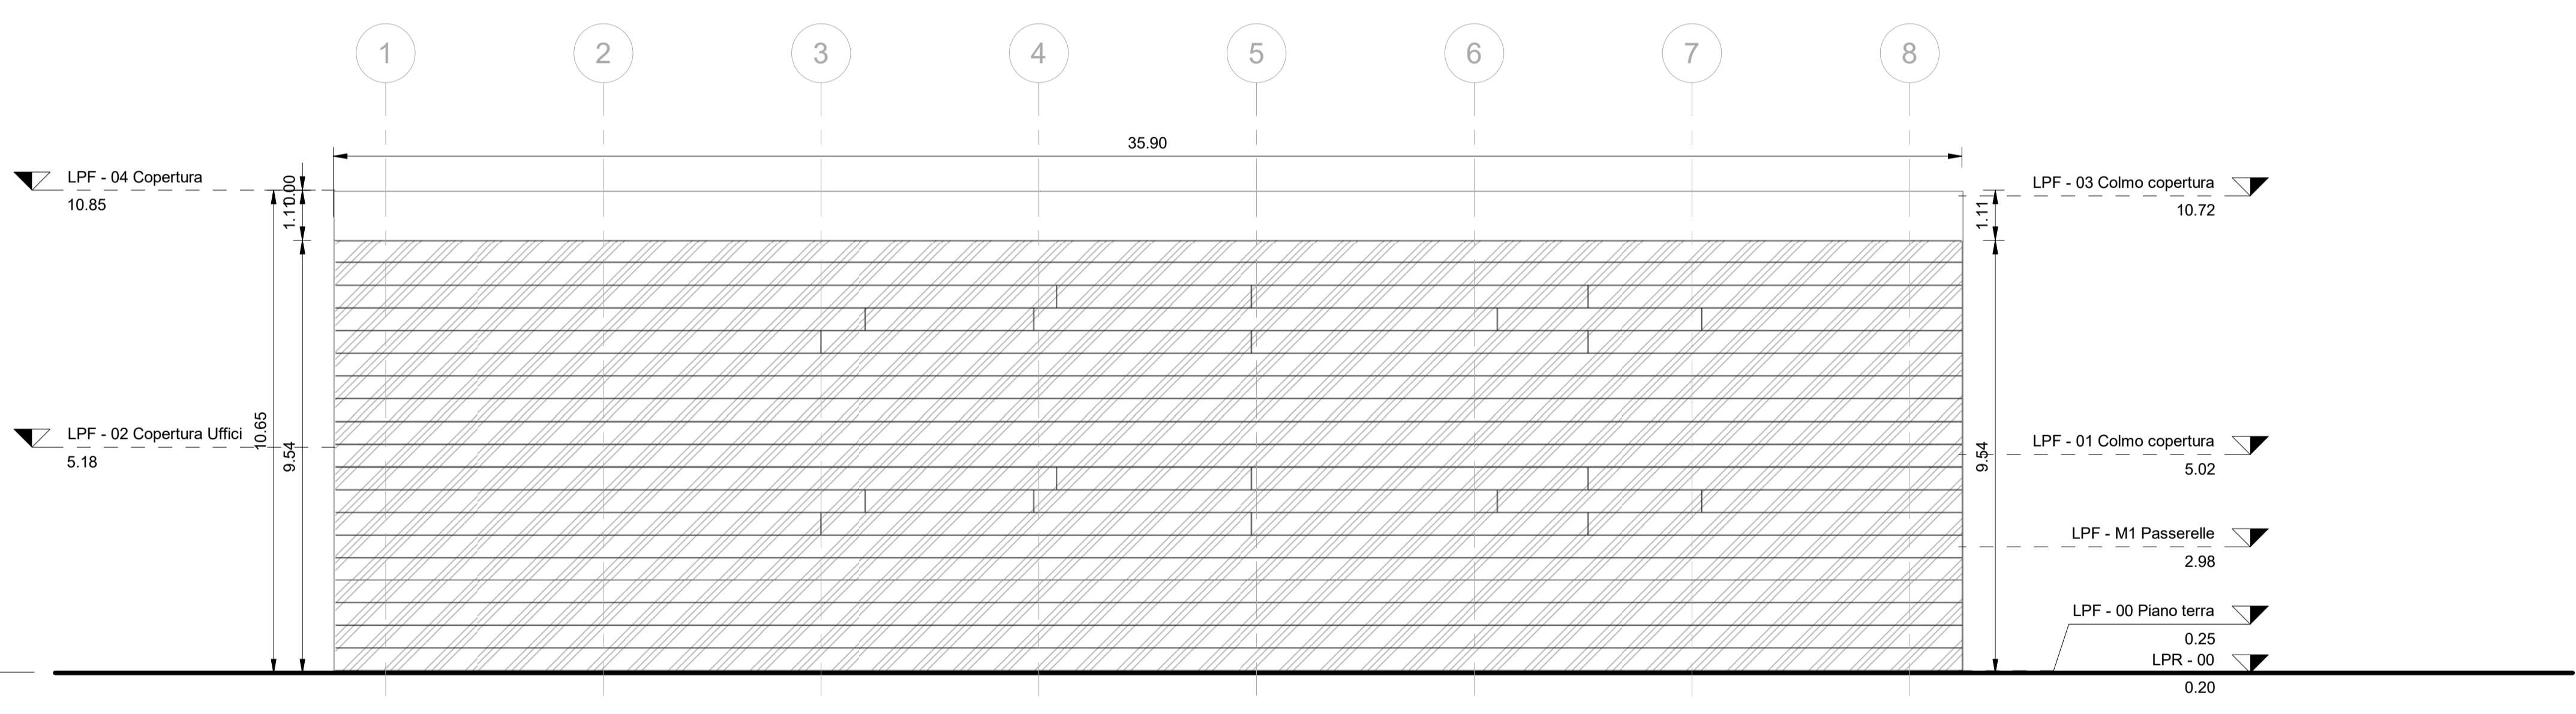 1 2 3 4 5 6 7 8
35.90
LPF - 04 Copertura
10.85
0.00
1.11
LPF - 03 Colmo copertura
10.72
1.11
LPF - 02 Copertura Uffici
5.18
10.65
9.54
LPF - 01 Colmo copertura
5.02
9.54
LPF - M1 Passerelle
2.98
LPF - 00 Piano terra
0.25
LPR - 00
0.20